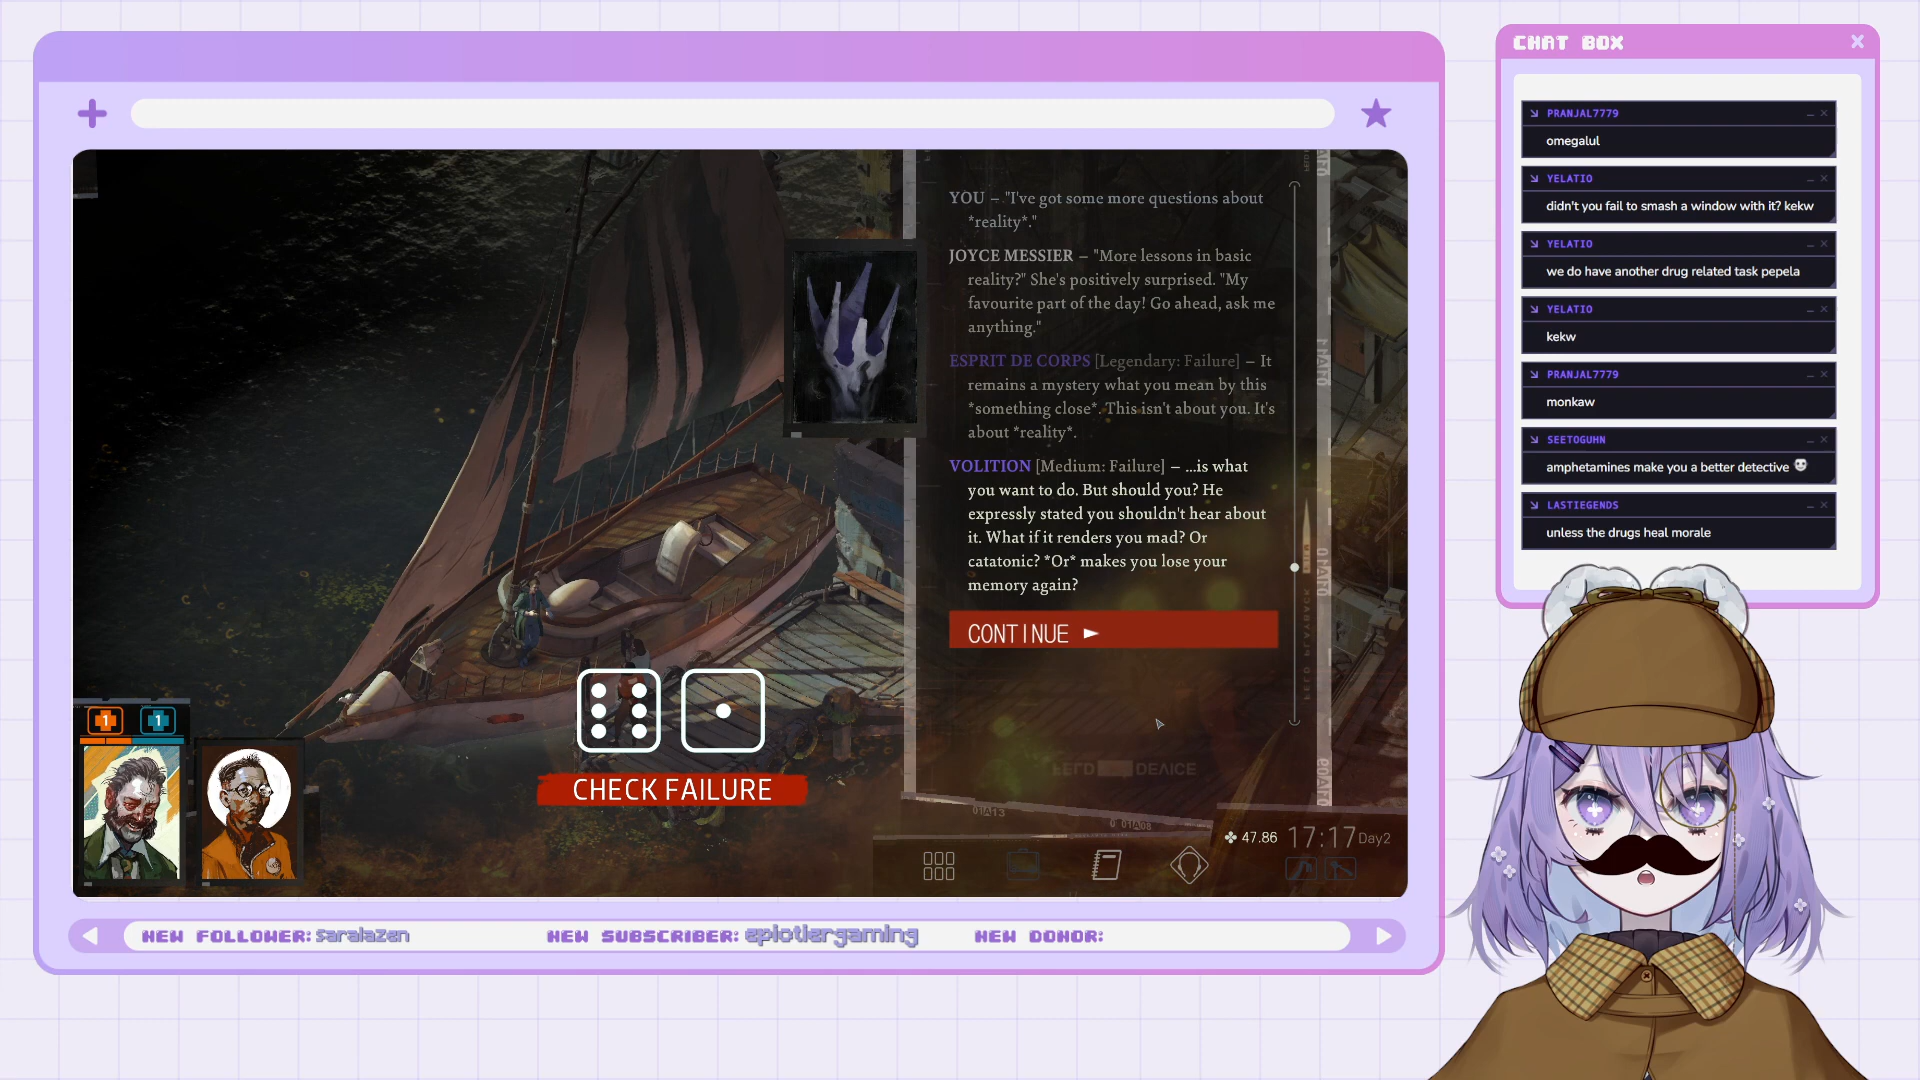 CHAT BOX
PRANJAL7779
omegalul
YELATIO
didn't you fail to smash a window with it? kekw
YELATIO
we do have another drug related task pepela
YELATIO
kekw
PRANJAL7779
monkaw
SEETOGUHN
amphetamines make you a better detective
LASTIEGENDS
unless the drugs heal morale
YOU – "I've got some more questions about
*reality*."
JOYCE MESSIER – "More lessons in basic
reality?" She's positively surprised. "My
favourite part of the day! Go ahead, ask me
anything."
ESPRIT DE CORPS [Legendary: Failure] – It
remains a mystery what you mean by this
*something close*. This isn't about you. It's
about *reality*.
VOLITION [Medium: Failure] – ...is what
you want to do. But should you? He
expressly stated you shouldn't hear about
it. What if it renders you mad? Or
catatonic? *Or* makes you lose your
memory again?
CONTINUE
CHECK FAILURE
1 1
47.86 17:17 Day2
NEW FOLLOWER: Saralazen
NEW SUBSCRIBER: epiotlergaming
NEW DONOR: